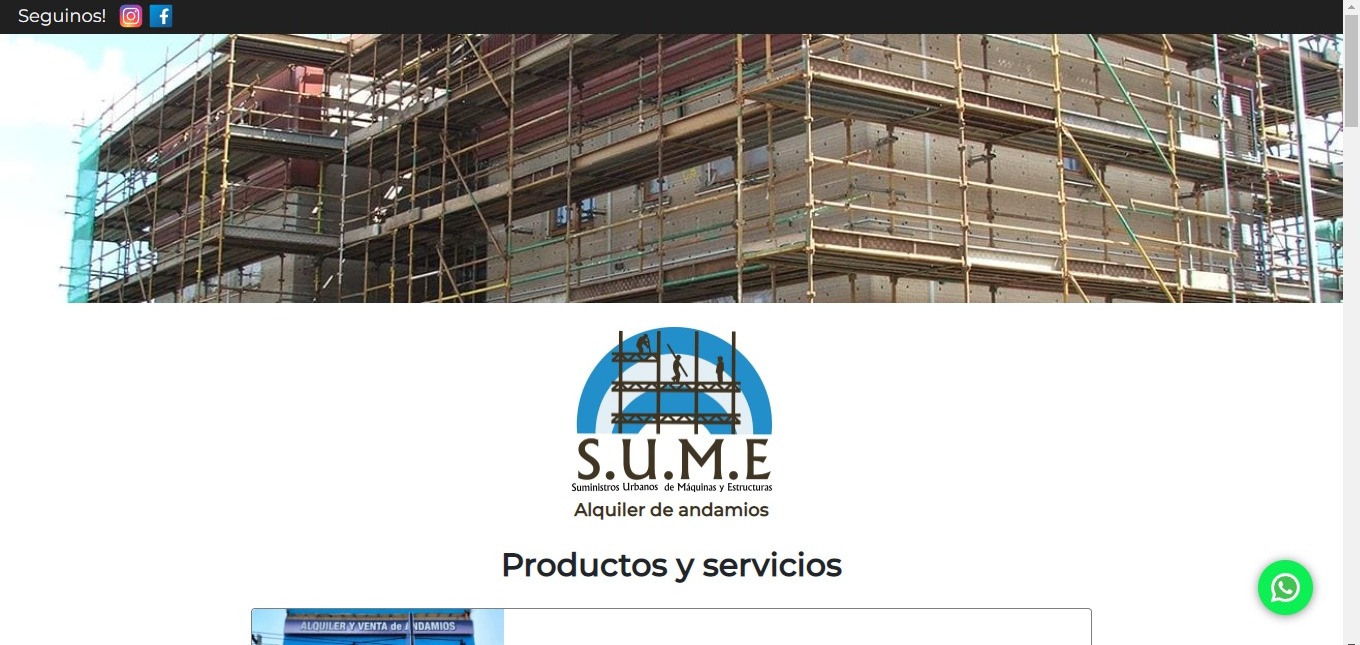 Seguinos!
S.U.M.E
Suministros Urbanos de Máquinas y Estructuras
Alquiler de andamios
Productos y servicios
ALQUILER Y VENTA de ANDAMIOS